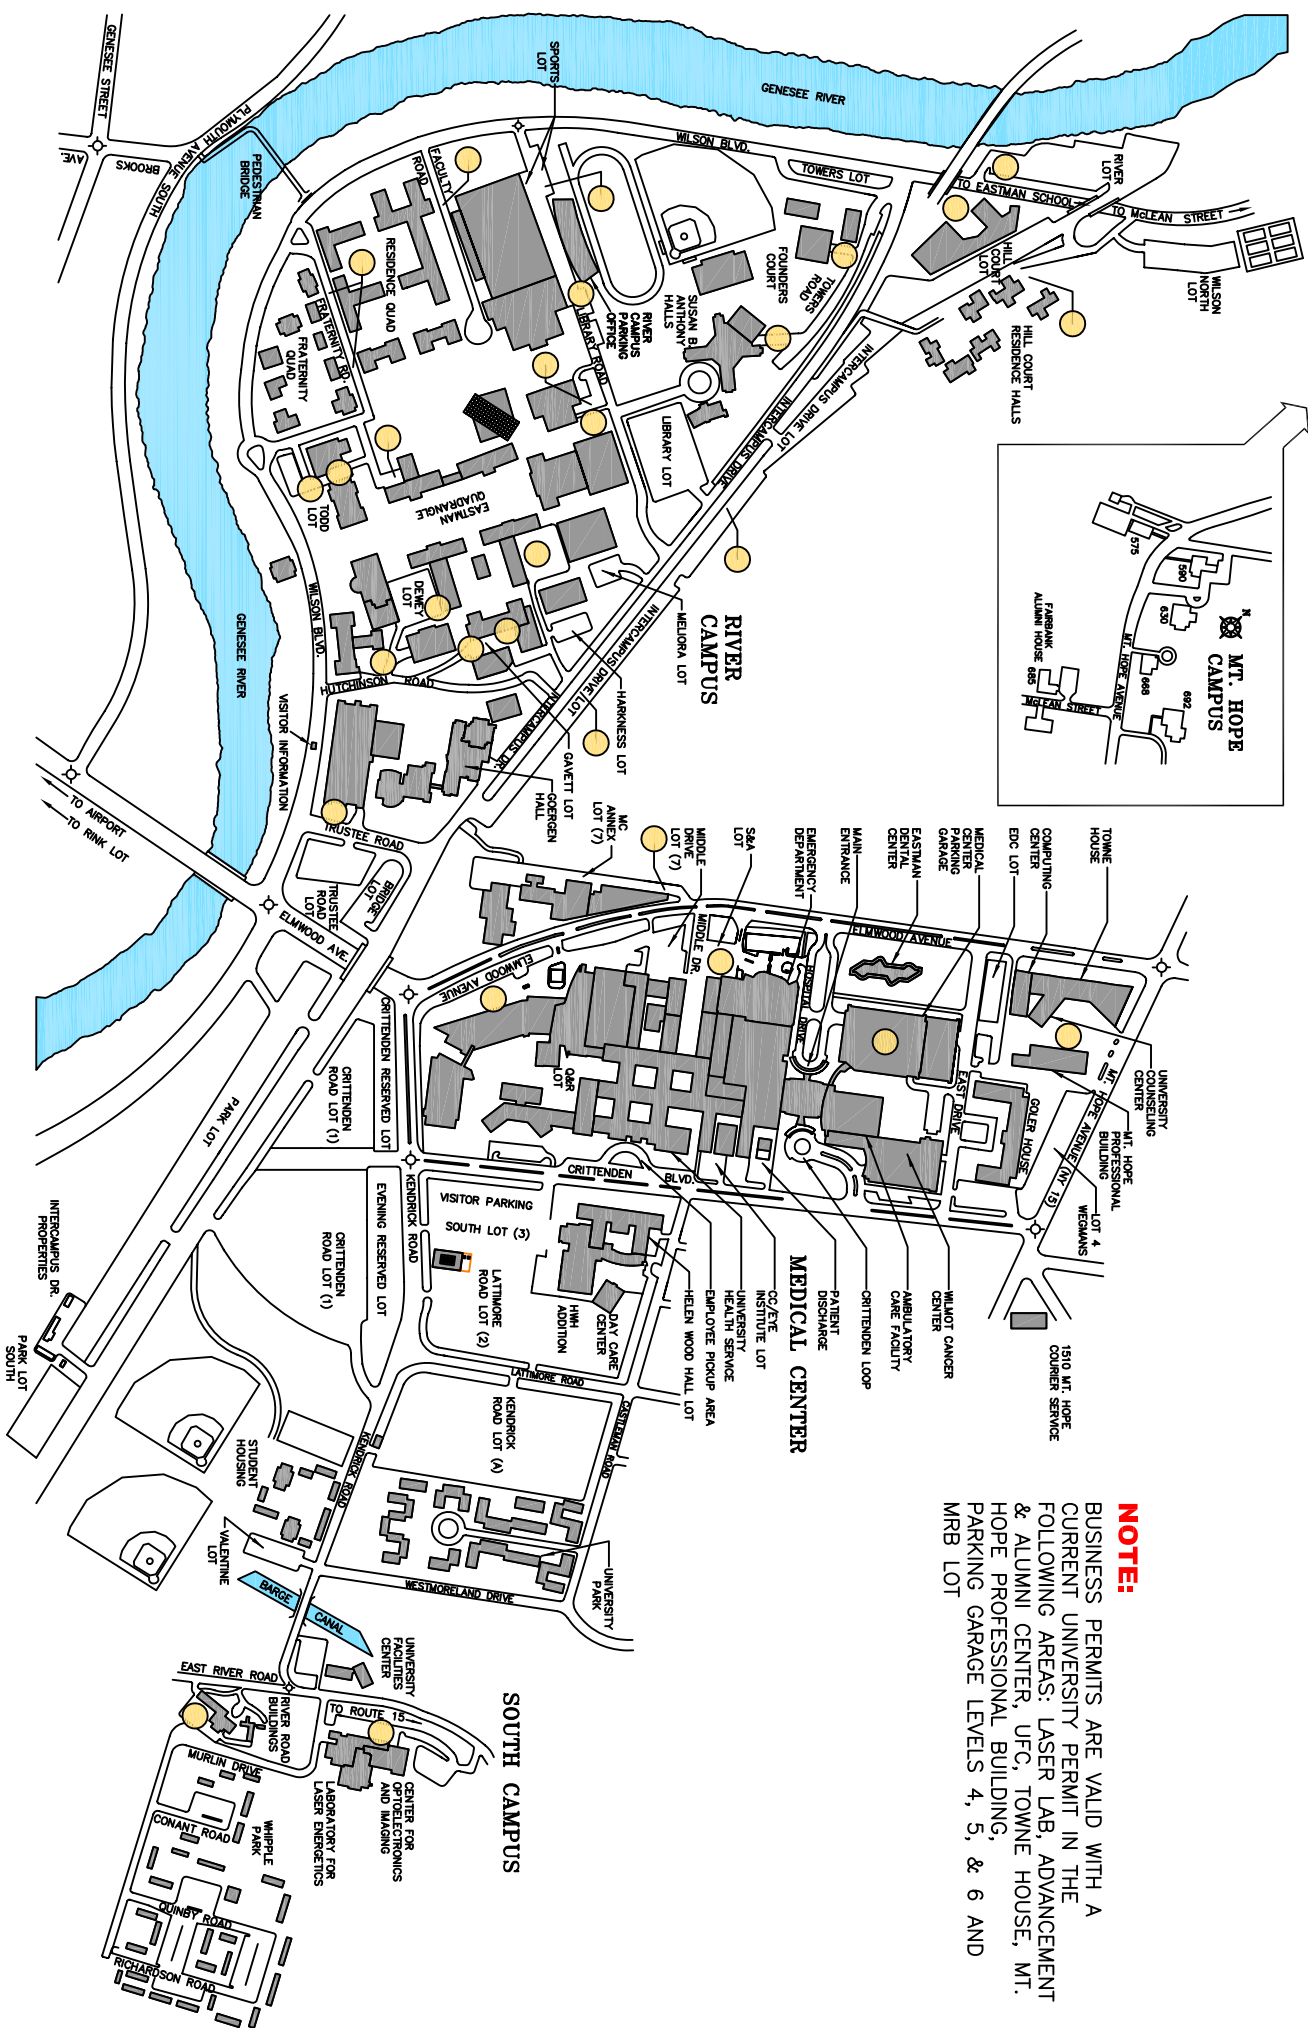 NOTE:
BUSINESS PERMITS ARE VALID WITH A
CURRENT UNIVERSITY PERMIT IN THE
FOLLOWING AREAS: LASER LAB, ADVANCEMENT
& ALUMNI CENTER, UFC, TOWNE HOUSE, MT.
HOPE PROFESSIONAL BUILDING,
PARKING GARAGE LEVELS 4, 5, & 6 AND
MRB LOT
N
MT. HOPE
CAMPUS
575
590
D
630
668
692
MT. HOPE AVENUE
FAIRBANK
ALUMNI HOUSE
685
McLEAN STREET
WILSON
NORTH
LOT
TO McLEAN STREET
RIVER
LOT
TO EASTMAN SCHOOL
HILL
COURT
LOT
HILL COURT
RESIDENCE HALLS
GENESEE RIVER
WILSON BLVD.
TOWERS LOT
FOUNDERS
COURT
TOWERS
ROAD
SUSAN B.
ANTHONY
HALLS
INTERCAMPUS DRIVE LOT
INTERCAMPUS DRIVE
LIBRARY LOT
RIVER
CAMPUS
PARKING
OFFICE
LIBRARY ROAD
SPORTS
LOT
FACULTY
ROAD
RESIDENCE QUAD
FRATERNITY RD.
FRATERNITY
QUAD
PEDESTRIAN
BRIDGE
GENESEE STREET
PLYMOUTH AVENUE SOUTH
BROOKS
AVE.
EASTMAN
QUADRANGLE
TODD
LOT
DEWEY
LOT
WILSON BLVD.
GENESEE RIVER
HUTCHINSON ROAD
VISITOR INFORMATION
RIVER
CAMPUS
MELIORA LOT
INTERCAMPUS DRIVE LOT
HARKNESS LOT
GAVETT LOT
INTERCAMPUS DR.
GOERGEN
HALL
TRUSTEE ROAD
TRUSTEE
ROAD
LOT
BRIDGE
LOT
TO AIRPORT
TO RINK LOT
ELMWOOD AVE.
TOWNE
HOUSE
COMPUTING
CENTER
EDC LOT
MEDICAL
CENTER
PARKING
GARAGE
EASTMAN
DENTAL
CENTER
MAIN
ENTRANCE
EMERGENCY
DEPARTMENT
S&A
LOT
MIDDLE
DRIVE
LOT (7)
MC
ANNEX
LOT (7)
MIDDLE DR.
ELMWOOD AVENUE
ELMWOOD AVENUE
HOSPITAL DRIVE
EAST DRIVE
GOLER HOUSE
UNIVERSITY
COUNSELING
CENTER
MT. HOPE
PROFESSIONAL
BUILDING
MT. HOPE AVENUE (NY 15)
LOT 4
WEGMANS
1510 MT. HOPE
COURIER SERVICE
Q&R
LOT
CRITTENDEN BLVD.
MEDICAL CENTER
WILMOT CANCER
CENTER
AMBULATORY
CARE FACILITY
CRITTENDEN LOOP
PATIENT
DISCHARGE
CC/EYE
INSTITUTE LOT
UNIVERSITY
HEALTH SERVICE
EMPLOYEE PICKUP AREA
HELEN WOOD HALL LOT
DAY CARE
CENTER
HWH
ADDITION
VISITOR PARKING
SOUTH LOT (3)
LATTIMORE
ROAD LOT (2)
LATTIMORE ROAD
CASTLEMAN ROAD
KENDRICK
ROAD LOT (A)
KENDRICK ROAD
KENDRICK ROAD
CRITTENDEN RESERVED LOT
CRITTENDEN
ROAD LOT (1)
EVENING RESERVED LOT
CRITTENDEN
ROAD LOT (1)
PARK LOT
INTERCAMPUS DR.
PROPERTIES
PARK LOT
SOUTH
STUDENT
HOUSING
VALENTINE
LOT
UNIVERSITY
PARK
WESTMORELAND DRIVE
BARGE CANAL
SOUTH CAMPUS
UNIVERSITY
FACILITIES
CENTER
EAST RIVER ROAD
TO ROUTE 15
RIVER ROAD
BUILDINGS
CENTER FOR
OPTOELECTRONICS
AND IMAGING
LABORATORY FOR
LASER ENERGETICS
MURLIN DRIVE
CONANT ROAD
WHIPPLE
PARK
QUINBY ROAD
RICHARDSON ROAD